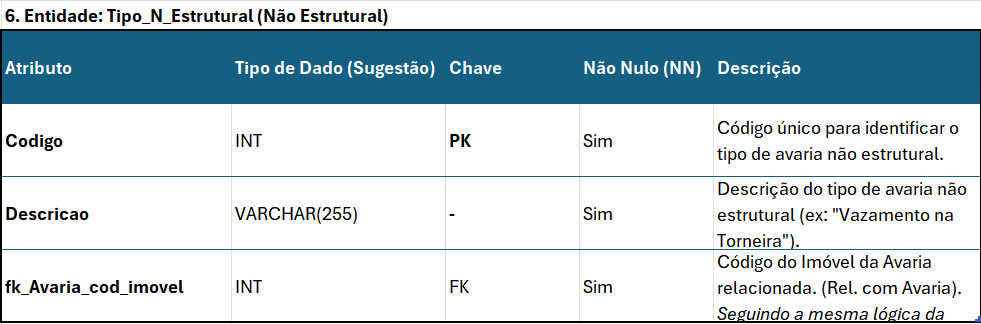 6. Entidade: Tipo_N_Estrutural (Não Estrutural)
Atributo Tipo de Dado (Sugestão) Chave Não Nulo (NN) Descrição
Codigo INT PK Sim Código único para identificar o
tipo de avaria não estrutural.
Descricao VARCHAR(255) - Sim Descrição do tipo de avaria não
estrutural (ex: "Vazamento na
Torneira").
fk_Avaria_cod_imovel INT FK Sim Código do Imóvel da Avaria
relacionada. (Rel. com Avaria).
Seguindo a mesma lógica da